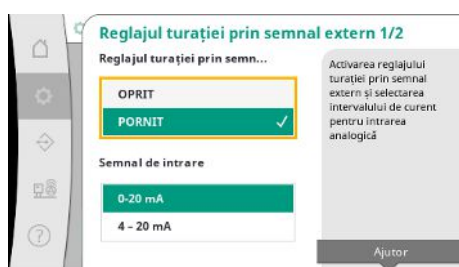 Reglajul turației prin semnal extern 1/2
Reglajul turației prin semn...
OPRIT
PORNIT
Semnal de intrare
0-20 mA
4 – 20 mA
Activarea reglajului
turației prin semnal
extern și selectarea
intervalului de curent
pentru intrarea
analogică
Ajutor